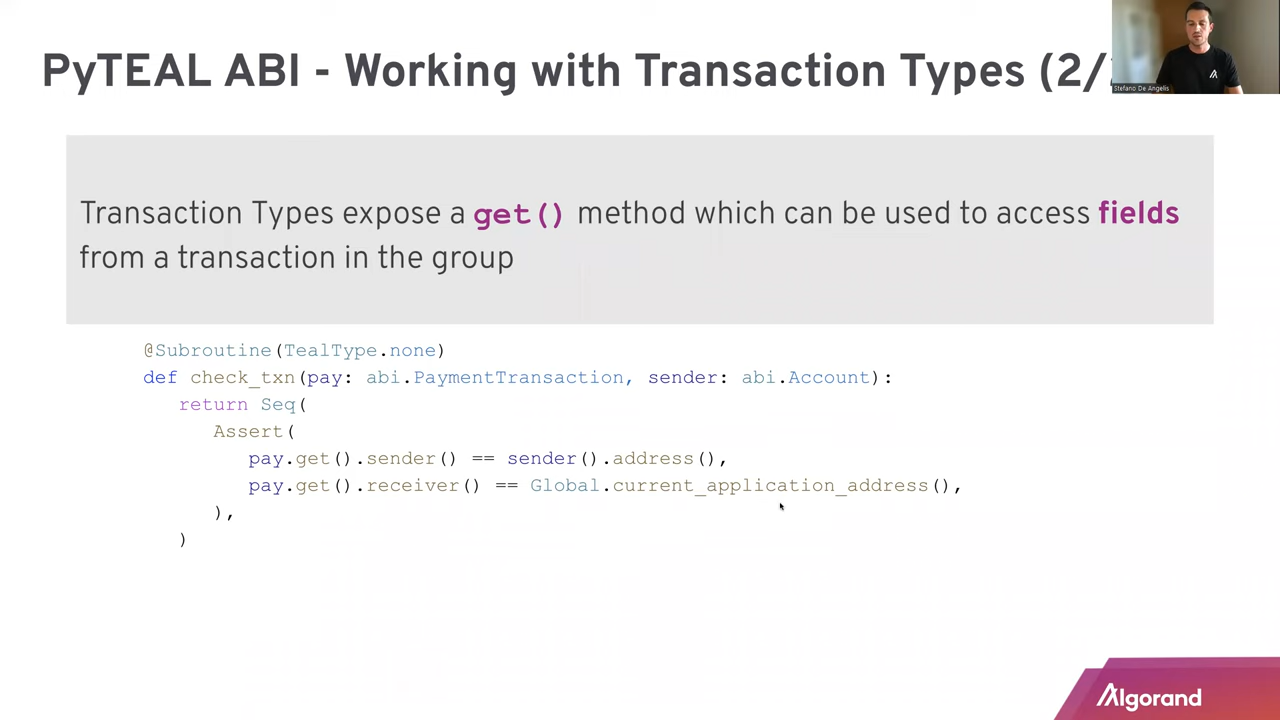 PyTEAL ABI - Working with Transaction Types (2/
Stefano De Angelis
Transaction Types expose a get() method which can be used to access fields
from a transaction in the group
@Subroutine(TealType.none)
def check_txn(pay: abi.PaymentTransaction, sender: abi.Account):
return Seq(
Assert(
pay.get().sender() == sender().address(),
pay.get().receiver() == Global.current_application_address(),
),
)
Algorand